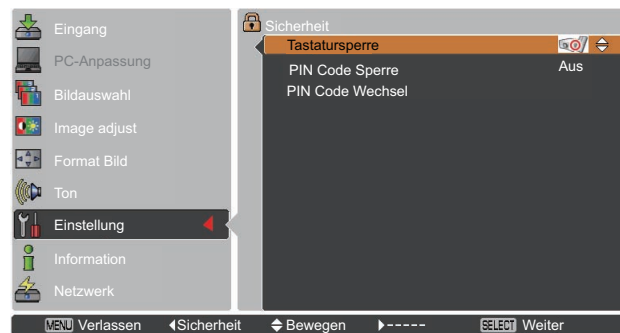 Eingang
PC-Anpassung
Bildauswahl
Image adjust
Format Bild
Ton
Einstellung
Information
Netzwerk
Sicherheit
Tastatursperre
PIN Code Sperre Aus
PIN Code Wechsel
MENU Verlassen Sicherheit Bewegen ----- SELECT Weiter